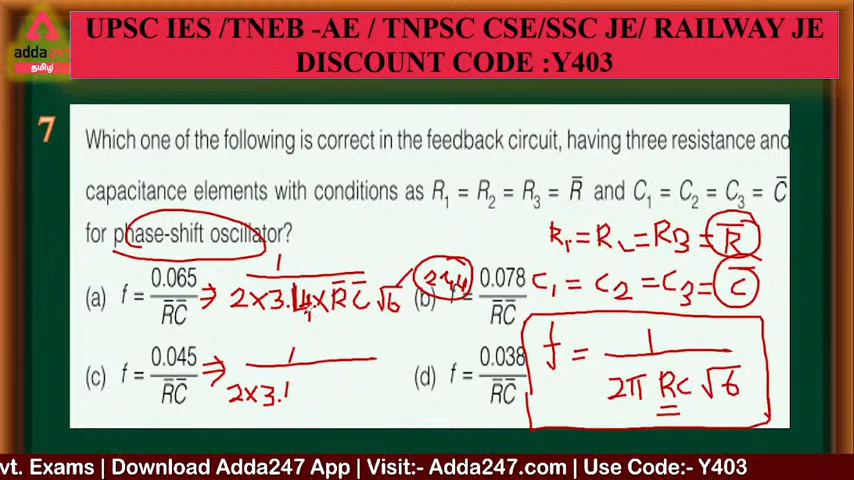 UPSC IES /TNEB -AE / TNPSC CSE/SSC JE/ RAILWAY JE
DISCOUNT CODE :Y403
adda247
தமிழ்
7
Which one of the following is correct in the feedback circuit, having three resistance and
capacitance elements with conditions as R₁ = R₂ = R₃ = R̄ and C₁ = C₂ = C₃ = C̄
for phase-shift oscillator?
R₁ = R₂ = R3 = R̄
C₁ = C₂ = C₃ = C̄
(a) f = 0.065 / R̄C̄ ⇒ 1 / 2×3.14× R̄ C̄ √6
(b) f = 0.078 / R̄C̄
(c) f = 0.045 / R̄C̄ ⇒ 1 / 2×3.1
(d) f = 0.038 / R̄C̄
f = 1 / 2π RC √6
vt. Exams | Download Adda247 App | Visit:- Adda247.com | Use Code:- Y403